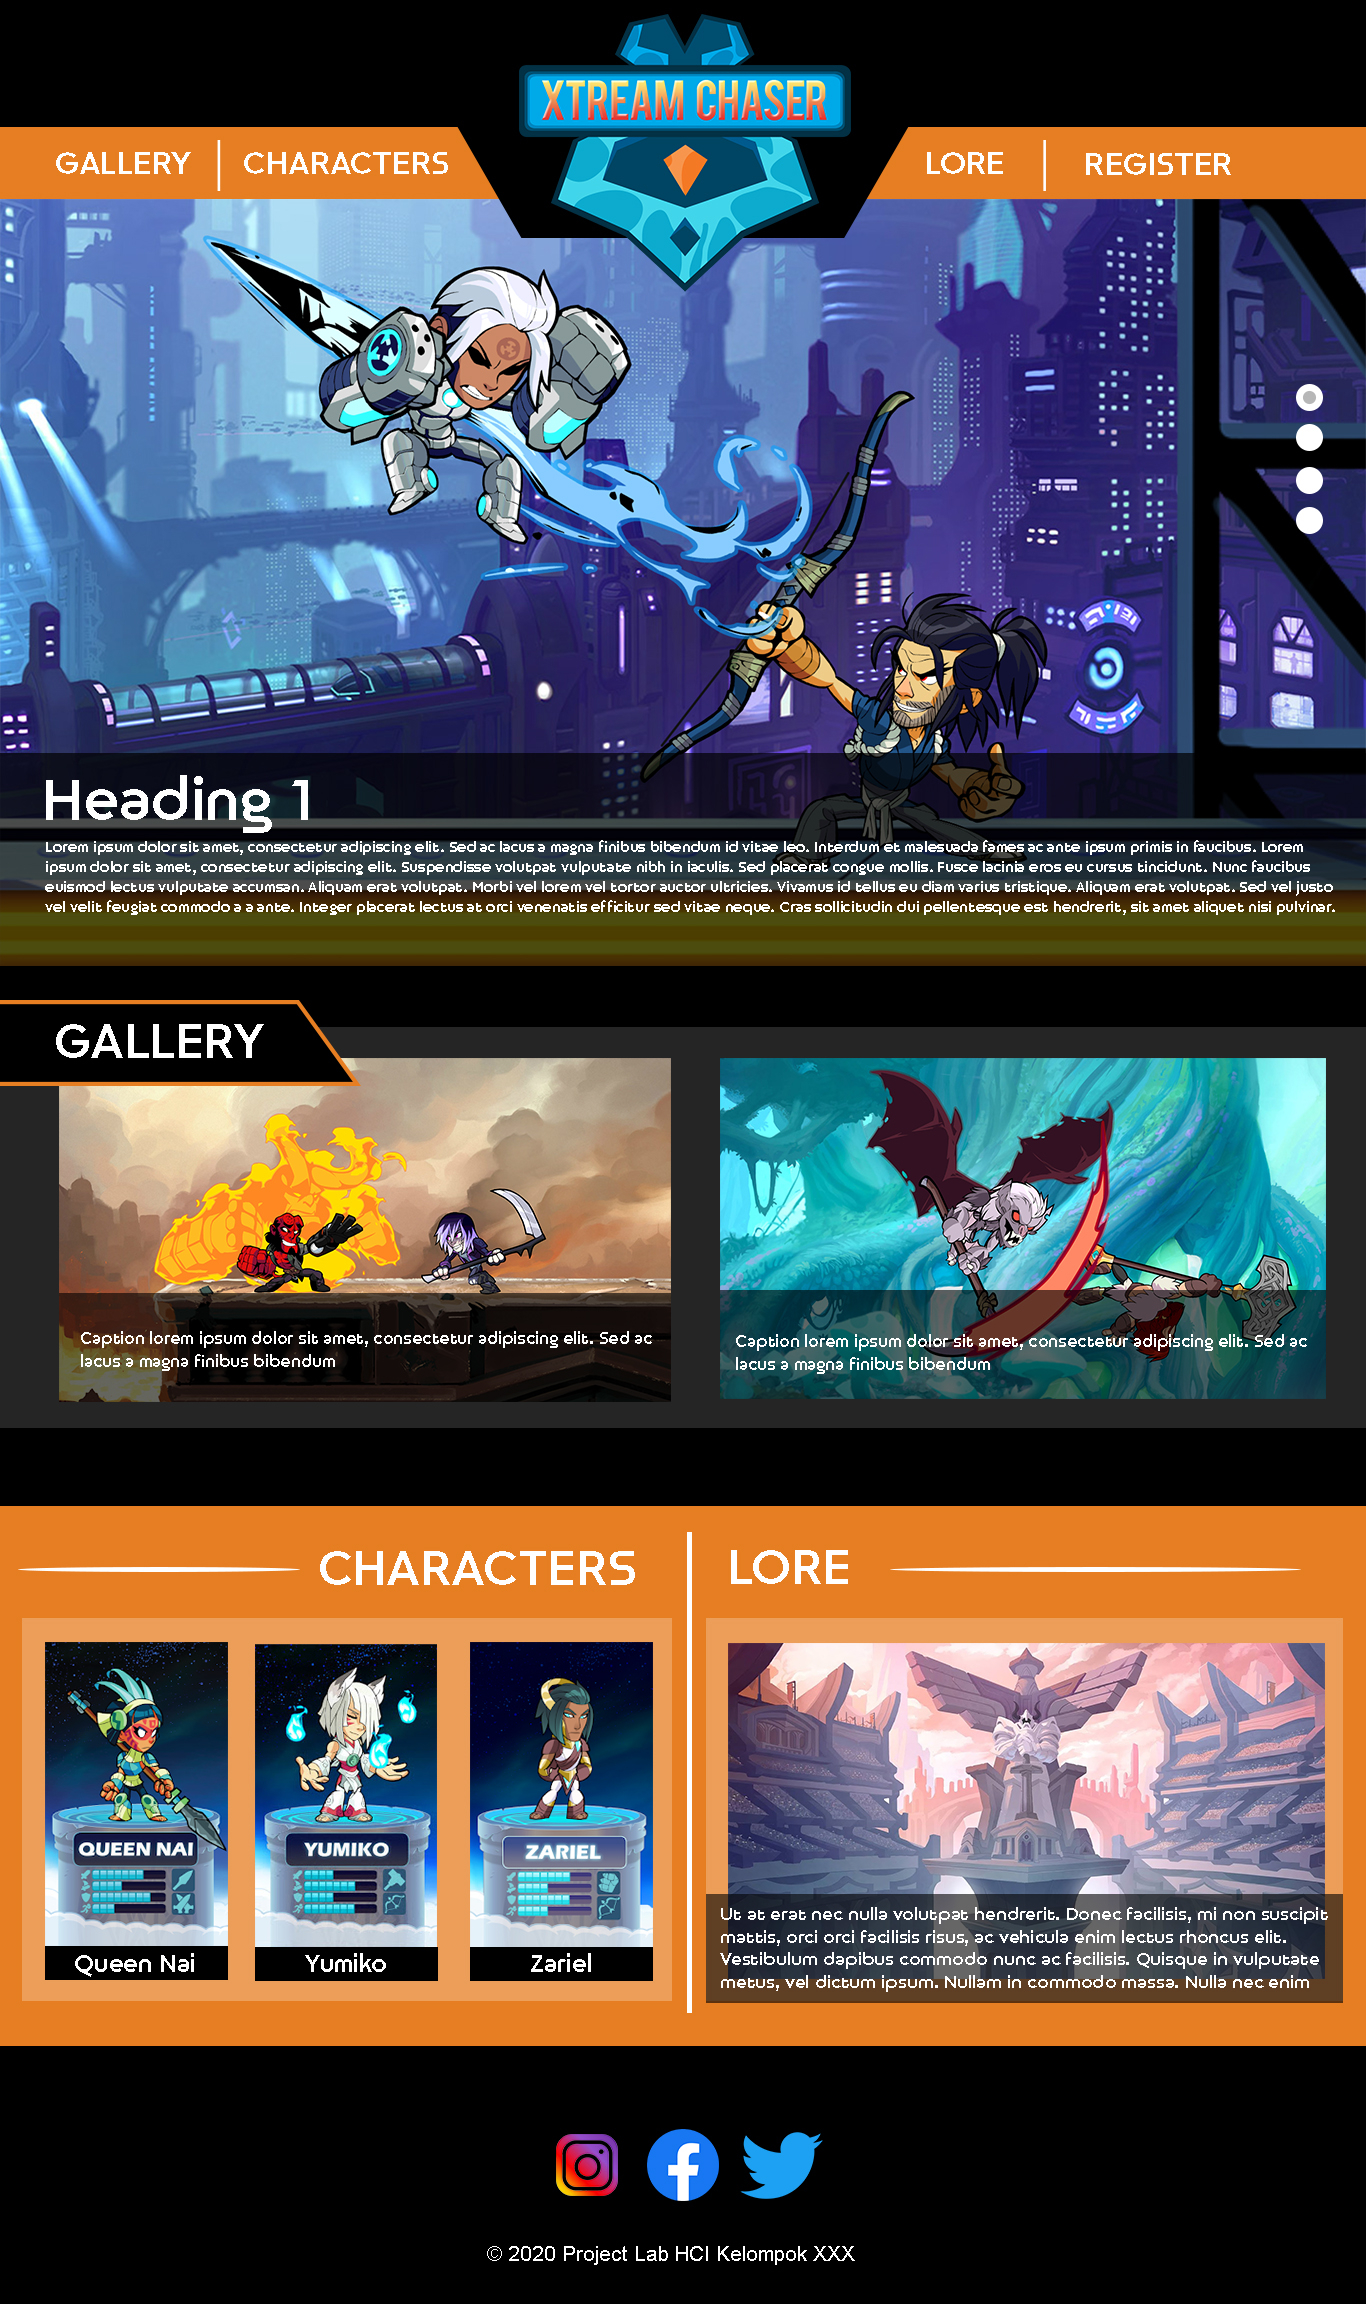 XTREAM CHASER
GALLERY
CHARACTERS
LORE
REGISTER
Heading 1
Lorem ipsum dolor sit amet, consectetur adipiscing elit. Sed ac lacus a magna finibus bibendum id vitae leo. Interdum et malesuada fames ac ante ipsum primis in faucibus. Lorem
ipsum dolor sit amet, consectetur adipiscing elit. Suspendisse volutpat vulputate nibh in iaculis. Sed placerat congue mollis. Fusce lacinia eros eu cursus tincidunt. Nunc faucibus
euismod lectus vulputate accumsan. Aliquam erat volutpat. Morbi vel lorem vel tortor auctor ultricies. Vivamus id tellus eu diam varius tristique. Aliquam erat volutpat. Sed vel justo
vel velit feugiat commodo a a ante. Integer placerat lectus at orci venenatis efficitur sed vitae neque. Cras sollicitudin dui pellentesque est hendrerit, sit amet aliquet nisi pulvinar.
GALLERY
Caption lorem ipsum dolor sit amet, consectetur adipiscing elit. Sed ac
lacus a magna finibus bibendum
Caption lorem ipsum dolor sit amet, consectetur adipiscing elit. Sed ac
lacus a magna finibus bibendum
CHARACTERS
QUEEN NAI
Queen Nai
YUMIKO
Yumiko
ZARIEL
Zariel
LORE
Ut at erat nec nulla volutpat hendrerit. Donec facilisis, mi non suscipit
mattis, orci orci facilisis risus, ac vehicula enim lectus rhoncus elit.
Vestibulum dapibus commodo nunc ac facilisis. Quisque in vulputate
metus, vel dictum ipsum. Nullam in commodo massa. Nulla nec enim
© 2020 Project Lab HCI Kelompok XXX